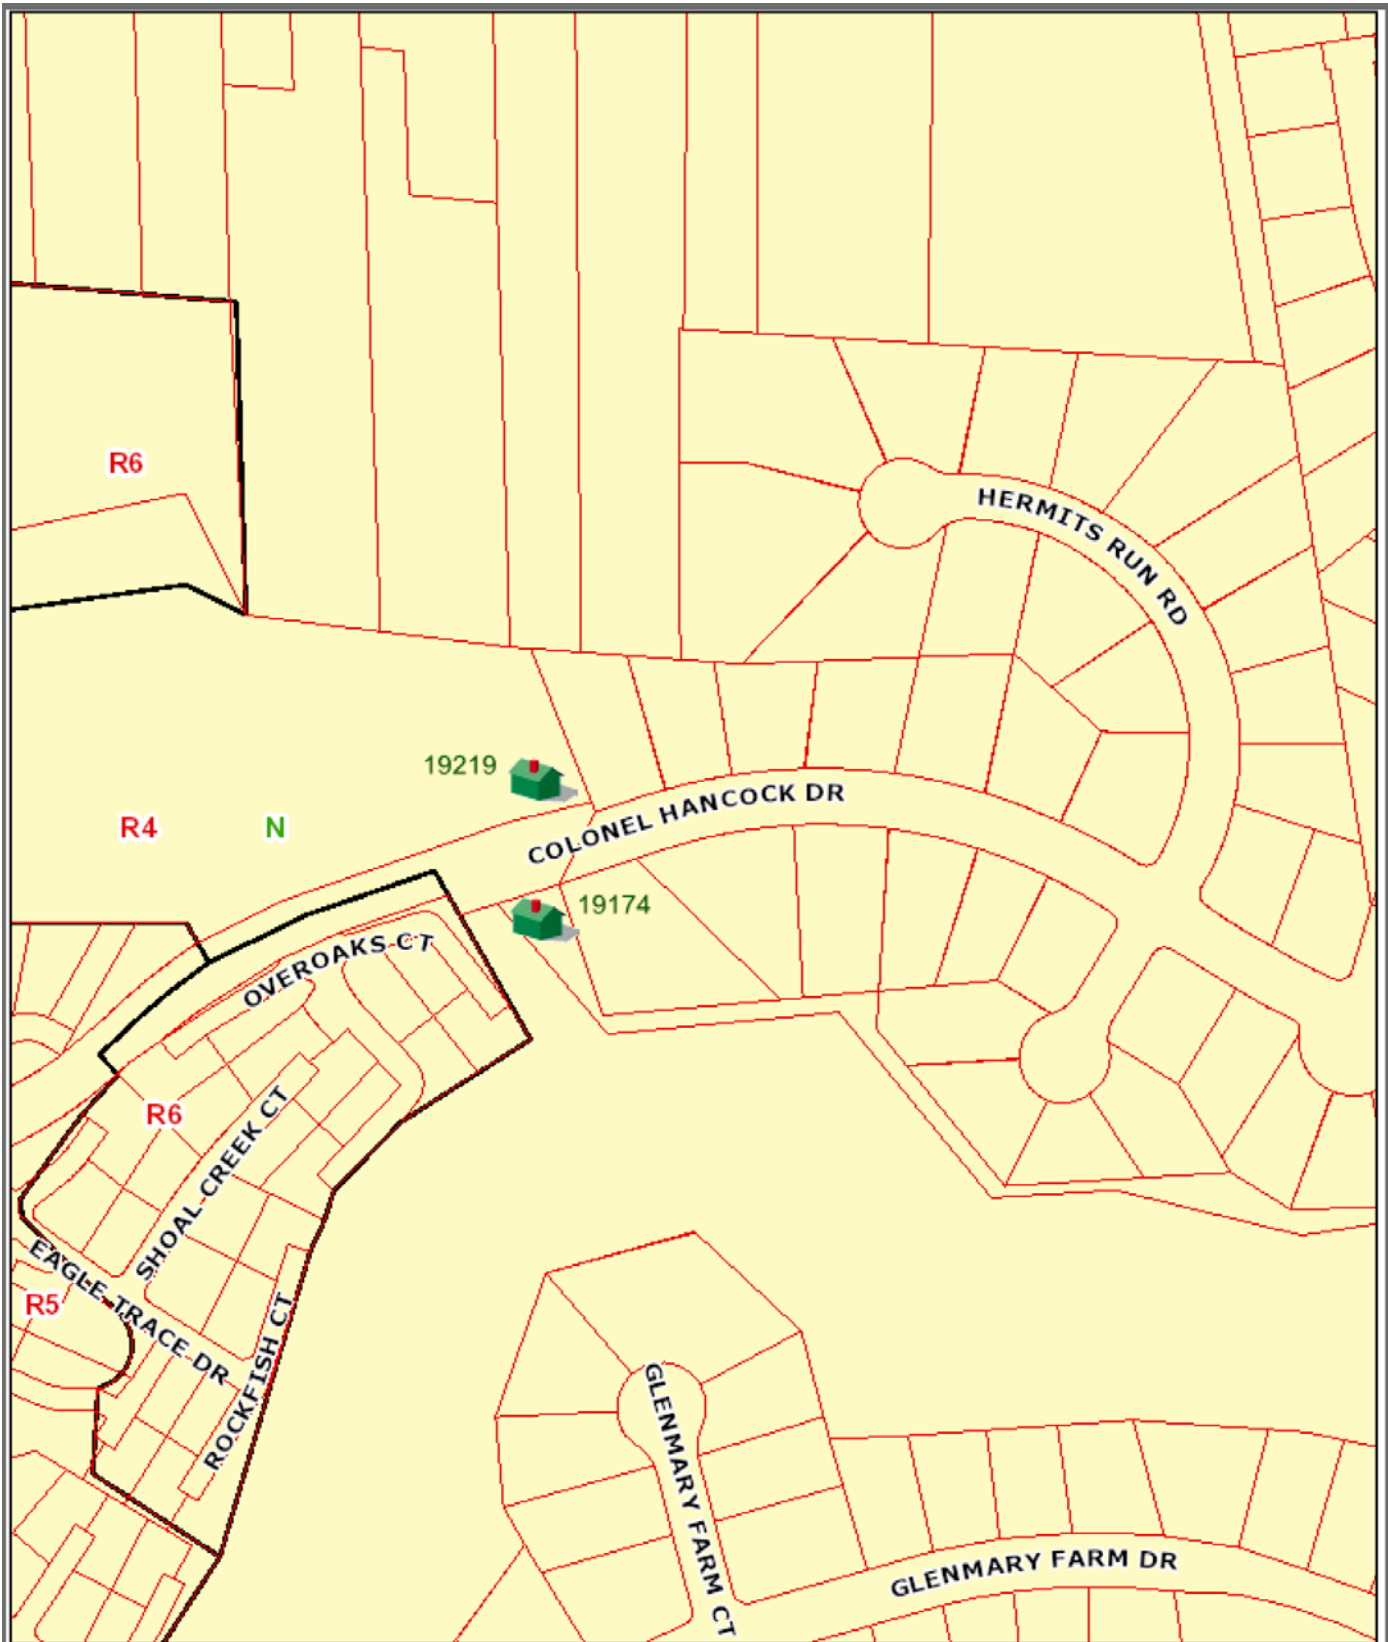 R6
HERMITS RUN RD
19219
COLONEL HANCOCK DR
R4
N
19174
OVEROAKS CT
R6
SHOAL CREEK CT
EAGLE TRACE DR
R5
ROCKFISH CT
GLENMARY FARM CT
GLENMARY FARM DR